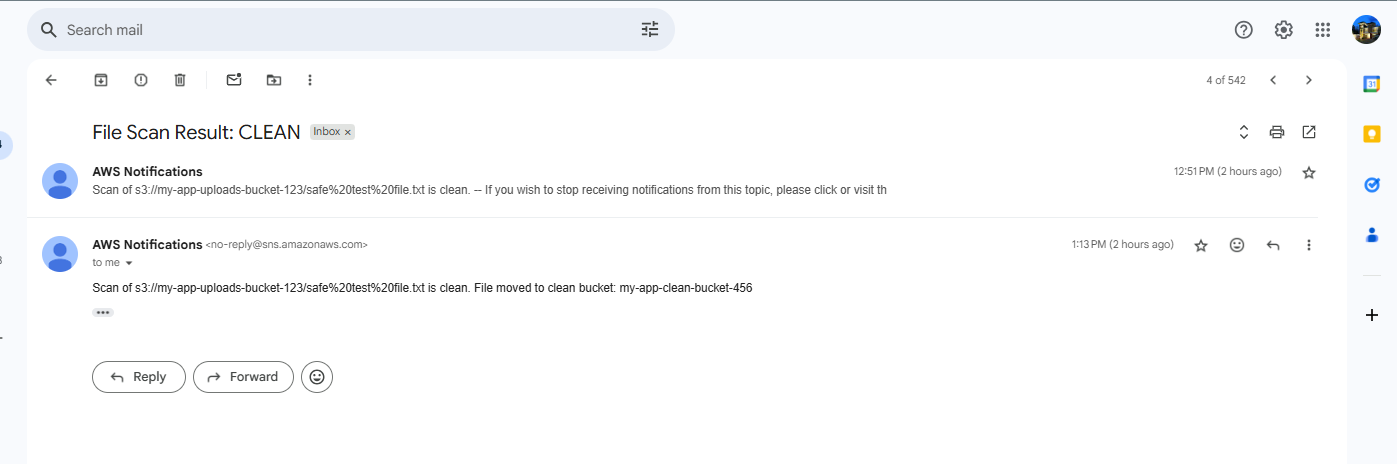 Search mail
4 of 542
File Scan Result: CLEAN Inbox ×
AWS Notifications 12:51 PM (2 hours ago)
Scan of s3://my-app-uploads-bucket-123/safe%20test%20file.txt is clean. -- If you wish to stop receiving notifications from this topic, please click or visit th
AWS Notifications <no-reply@sns.amazonaws.com> 1:13 PM (2 hours ago)
to me
Scan of s3://my-app-uploads-bucket-123/safe%20test%20file.txt is clean. File moved to clean bucket: my-app-clean-bucket-456
Reply Forward
31